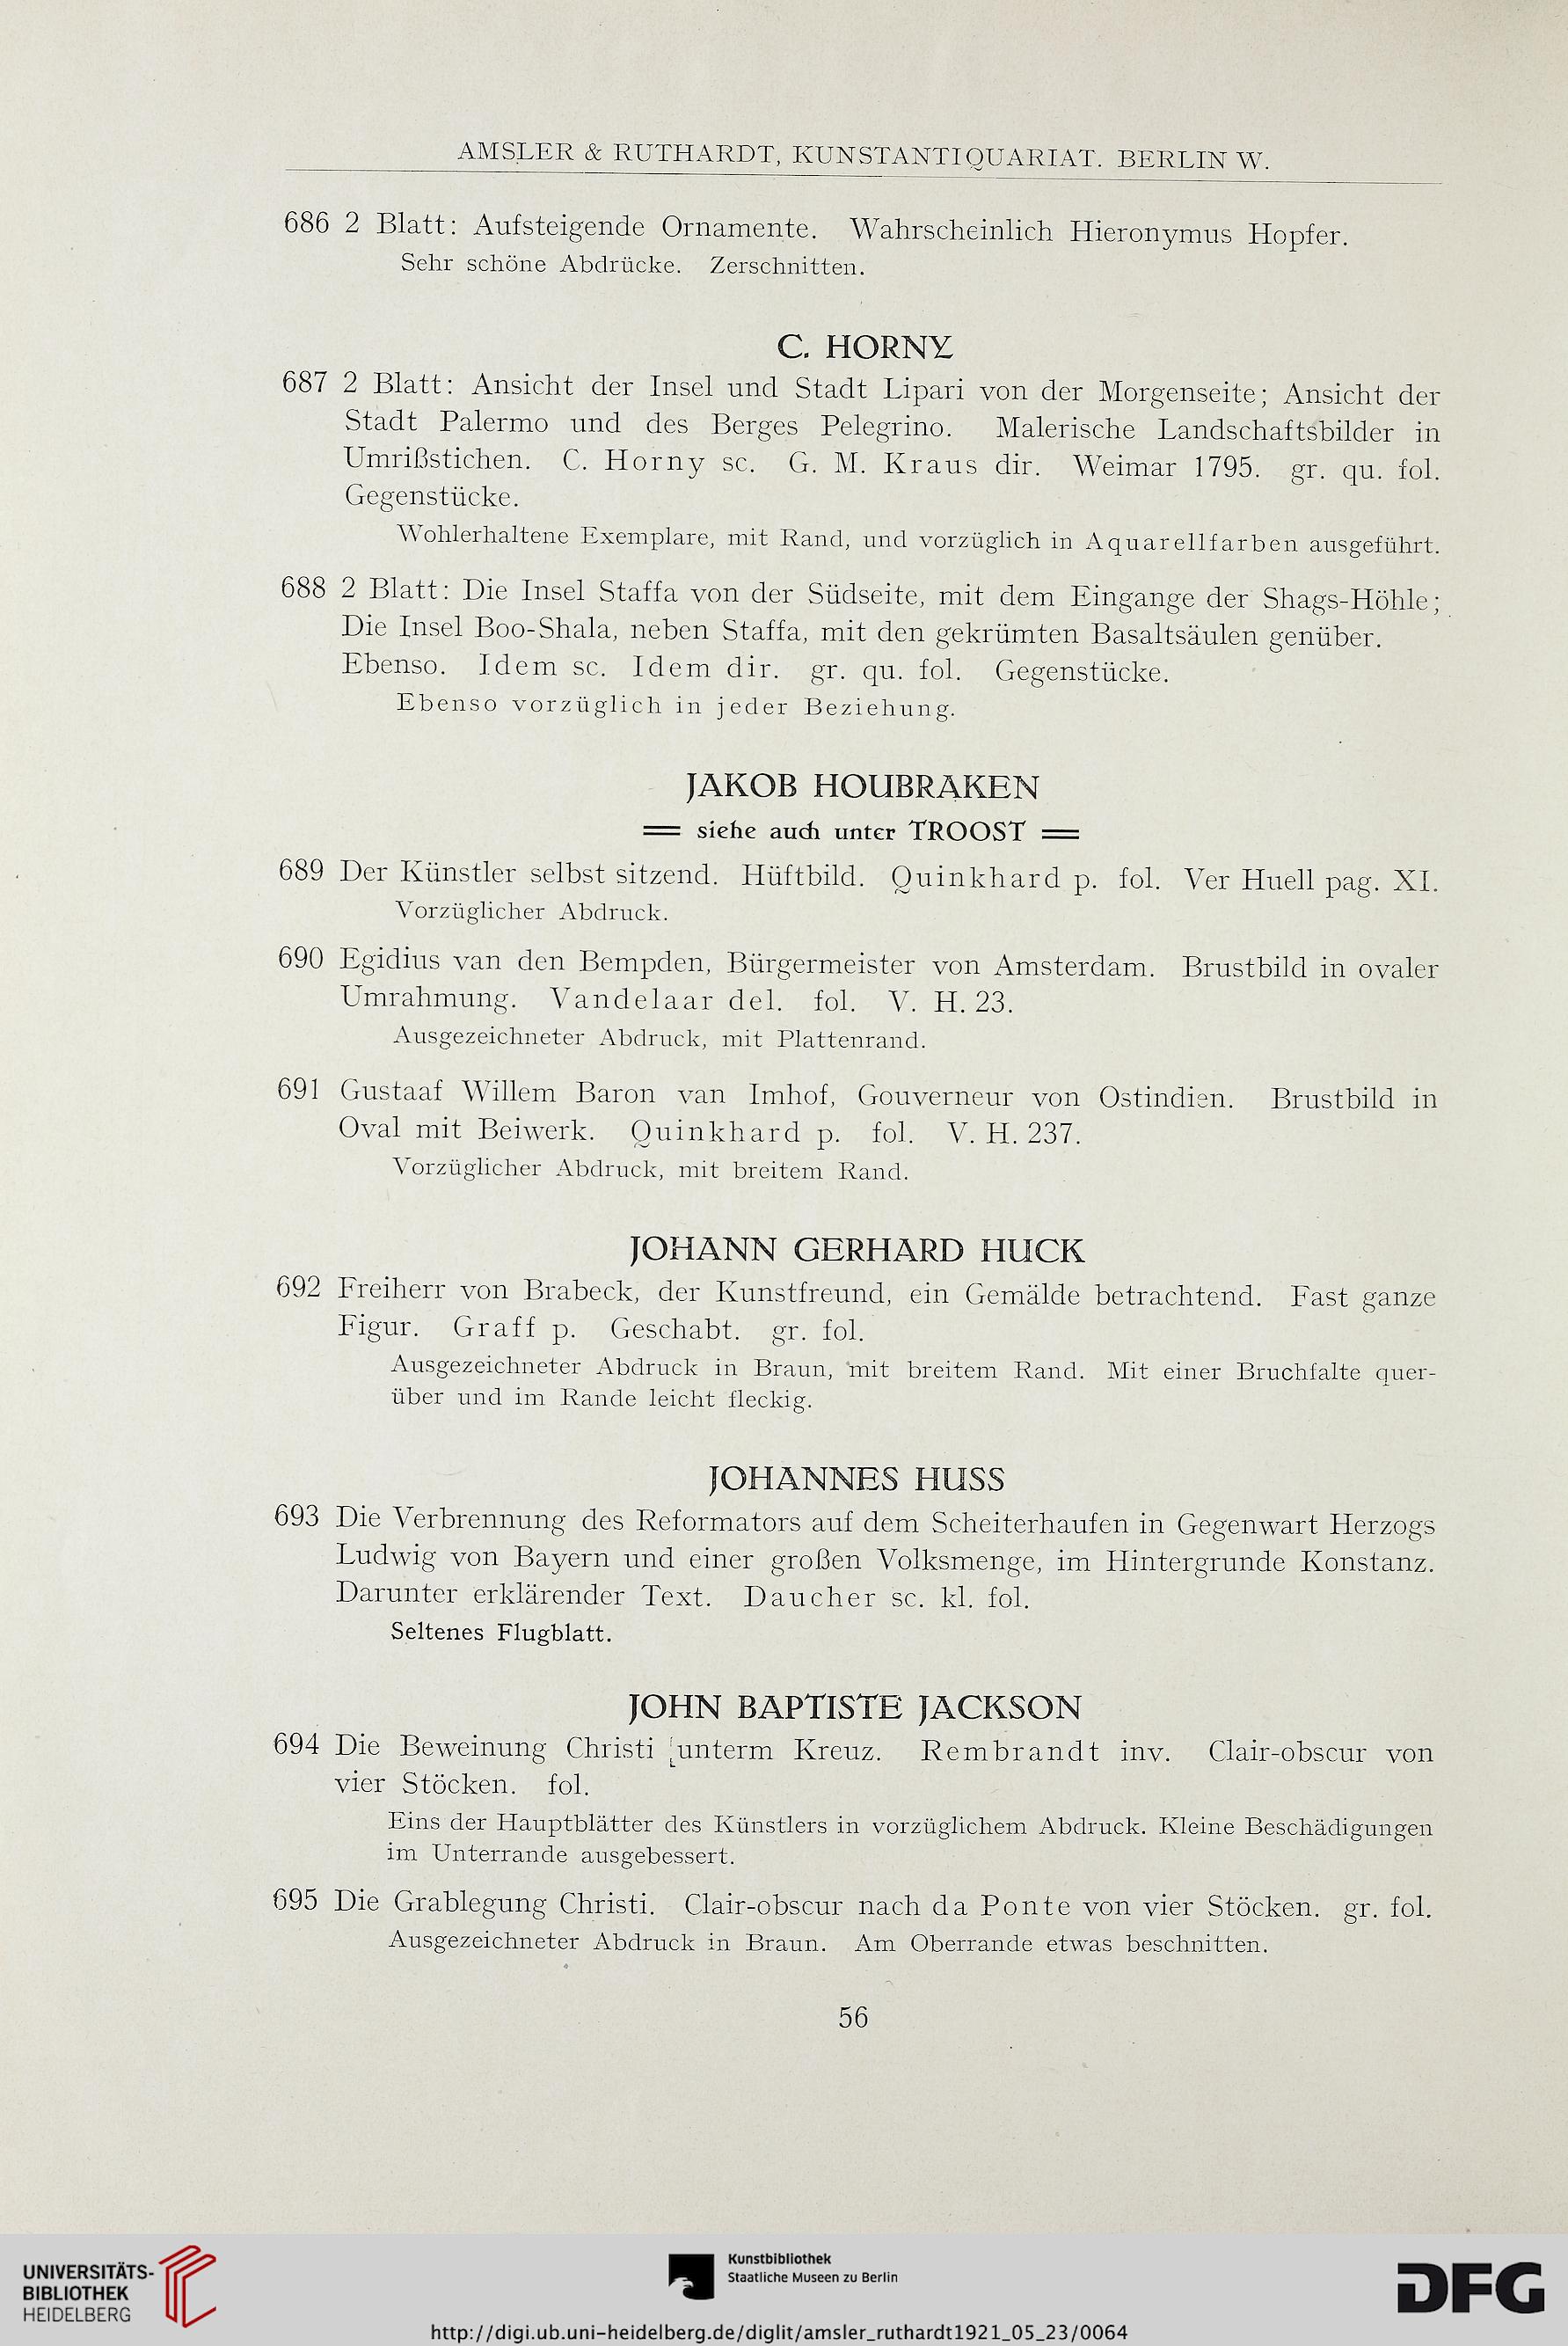 AMSLER & RUTHARDT, KUNSTANTIQUARIAT. BERLIN W.
686 2 Blatt: Aufsteigende Ornamente. Wahrscheinlich Hieronymus Hopfer.
Sehr schöne Abdrücke. Zerschnitten.
C. HORNY
687 2 Blatt: Ansicht der Insel und Stadt Lipari von der Morgenseite; Ansicht der
Stadt Palermo und des Berges Pelegrino. Malerische Landschaftsbilder in
Umrißstichen. C. Horny sc. G. M. Kraus dir. Weimar 1795. gr. qu. fol.
Gegenstücke.
Wohlerhaltene Exemplare, mit Rand, und vorzüglich in Aquarellfarben ausgeführt.
688 2 Blatt: Die Insel Staffa von der Südseite, mit dem Eingange der Shags-Höhle;
Die Insel Boo-Shala, neben Staffa, mit den gekrümten Basaltsäulen genüber.
Ebenso. Idem sc. Idem dir. gr. qu. fol. Gegenstücke.
Ebenso vorzüglich in jeder Beziehung.
JAKOB HOUBRAKEN
= siehe auch unter TROOST =
689 Der Künstler selbst sitzend. Hüftbild. Quinkhard p. fol. Ver Huell pag. XI.
Vorzüglicher Abdruck.
690 Egidius van den Bempden, Bürgermeister von Amsterdam. Brustbild in ovaler
Umrahmung. Vandelaar del. fol. V. H. 23.
Ausgezeichneter Abdruck, mit Plattenrand.
691 Gustaaf Willem Baron van Imhof, Gouverneur von Ostindien. Brustbild in
Oval mit Beiwerk. Quinkhard p. fol. V. H. 237.
Vorzüglicher Abdruck, mit breitem Rand.
JOHANN GERHARD HUCK
692 Freiherr von Brabeck, der Kunstfreund, ein Gemälde betrachtend. Fast ganze
Figur. Graff p. Geschabt. gr. fol.
Ausgezeichneter Abdruck in Braun, mit breitem Rand. Mit einer Bruchfalte quer-
über und im Rande leicht fleckig.
JOHANNES HUSS
693 Die Verbrennung des Reformators auf dem Scheiterhaufen in Gegenwart Herzogs
Ludwig von Bayern und einer großen Volksmenge, im Hintergrunde Konstanz.
Darunter erklärender Text. Daucher sc. kl. fol.
Seltenes Flugblatt.
JOHN BAPTISTE JACKSON
694 Die Beweinung Christi unterm Kreuz. Rembrandt inv. Clair-obscur von
vier Stöcken. fol.
Eins der Hauptblätter des Künstlers in vorzüglichem Abdruck. Kleine Beschädigungen
im Unterrande ausgebessert.
695 Die Grablegung Christi. Clair-obscur nach da Ponte von vier Stöcken. gr. fol.
Ausgezeichneter Abdruck in Braun. Am Oberrande etwas beschnitten.
56
UNIVERSITÄTS-
BIBLIOTHEK
HEIDELBERG
Kunstbibliothek
Staatliche Museen zu Berlin
DFG
http://digi.ub.uni-heidelberg.de/diglit/amsler_ruthardt1921_05_23/0064